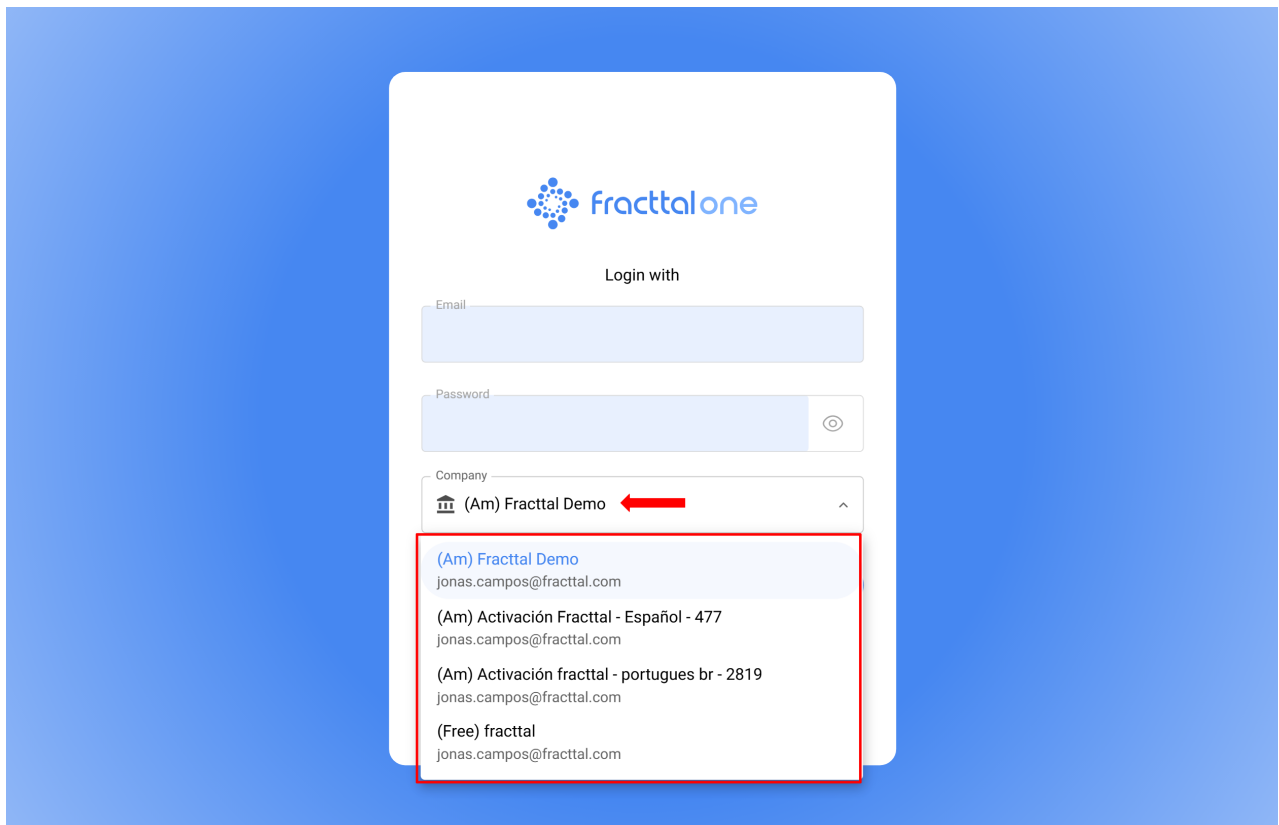 fracttal one
Login with
Email
Password
Company
(Am) Fracttal Demo
(Am) Fracttal Demo
jonas.campos@fracttal.com
(Am) Activación Fracttal - Español - 477
jonas.campos@fracttal.com
(Am) Activación fracttal - portugues br - 2819
jonas.campos@fracttal.com
(Free) fracttal
jonas.campos@fracttal.com